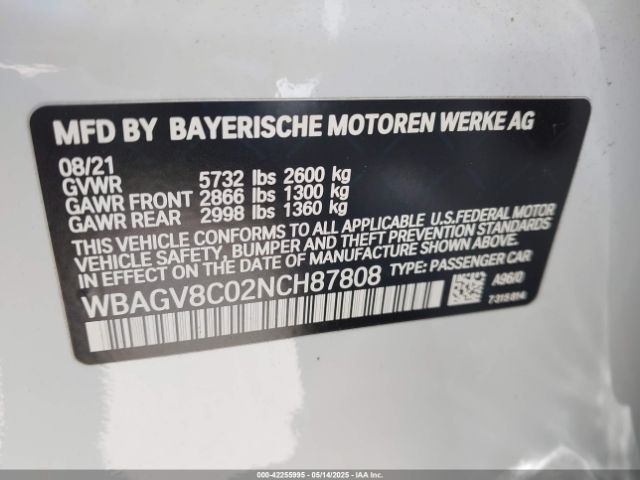 MFD BY BAYERISCHE MOTOREN WERKE AG
08/21
GVWR 5732 lbs 2600 kg
GAWR FRONT 2866 lbs 1300 kg
GAWR REAR 2998 lbs 1360 kg
THIS VEHICLE CONFORMS TO ALL APPLICABLE U.S.FEDERAL MOTOR
VEHICLE SAFETY, BUMPER AND THEFT PREVENTION STANDARDS
IN EFFECT ON THE DATE OF MANUFACTURE SHOWN ABOVE.
WBAGV8C02NCH87808 TYPE: PASSENGER CAR
A96/0
000-42255995 - 05/14/2025 - IAA Inc. All Rights Reserved